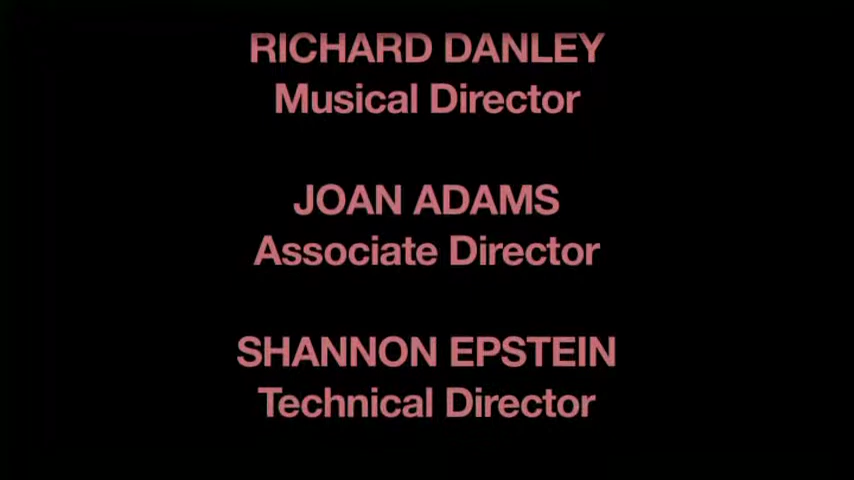 RICHARD DANLEY
Musical Director
JOAN ADAMS
Associate Director
SHANNON EPSTEIN
Technical Director